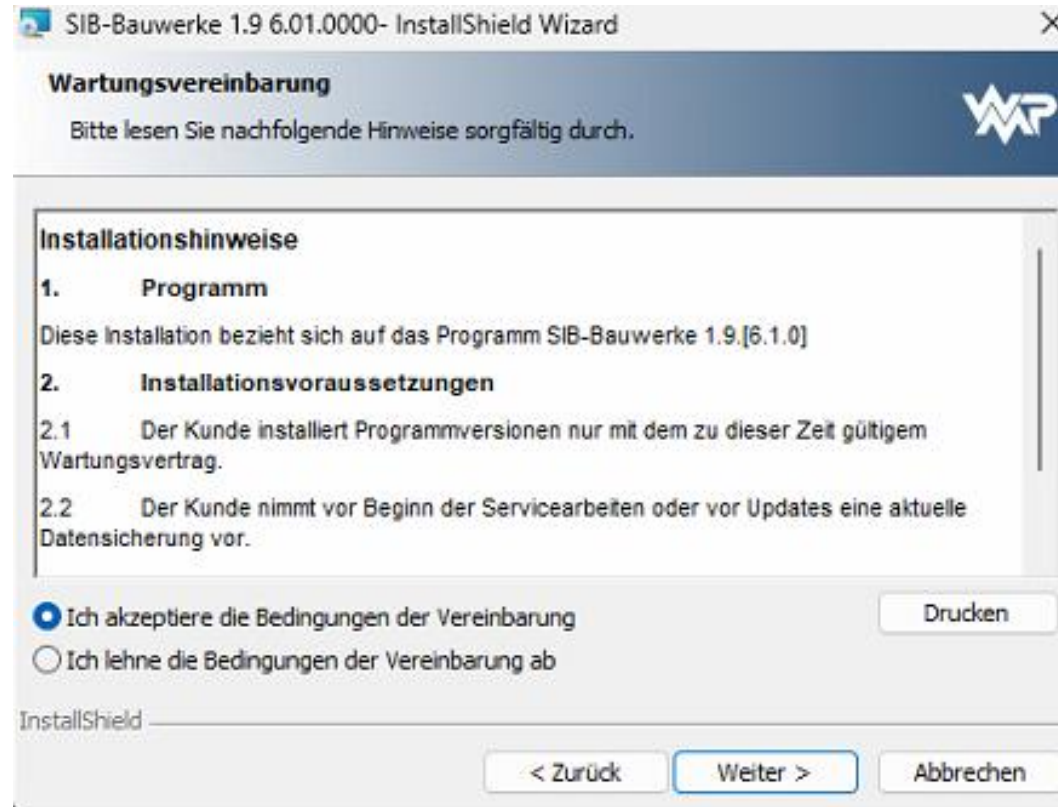 SIB-Bauwerke 1.9 6.01.0000- InstallShield Wizard
Wartungsvereinbarung
Bitte lesen Sie nachfolgende Hinweise sorgfältig durch.
WMP
Installationshinweise
1. Programm
Diese Installation bezieht sich auf das Programm SIB-Bauwerke 1.9.[6.1.0]
2. Installationsvoraussetzungen
2.1 Der Kunde installiert Programmversionen nur mit dem zu dieser Zeit gültigem
Wartungsvertrag.
2.2 Der Kunde nimmt vor Beginn der Servicearbeiten oder vor Updates eine aktuelle
Datensicherung vor.
Ich akzeptiere die Bedingungen der Vereinbarung
Drucken
Ich lehne die Bedingungen der Vereinbarung ab
InstallShield
< Zurück
Weiter >
Abbrechen